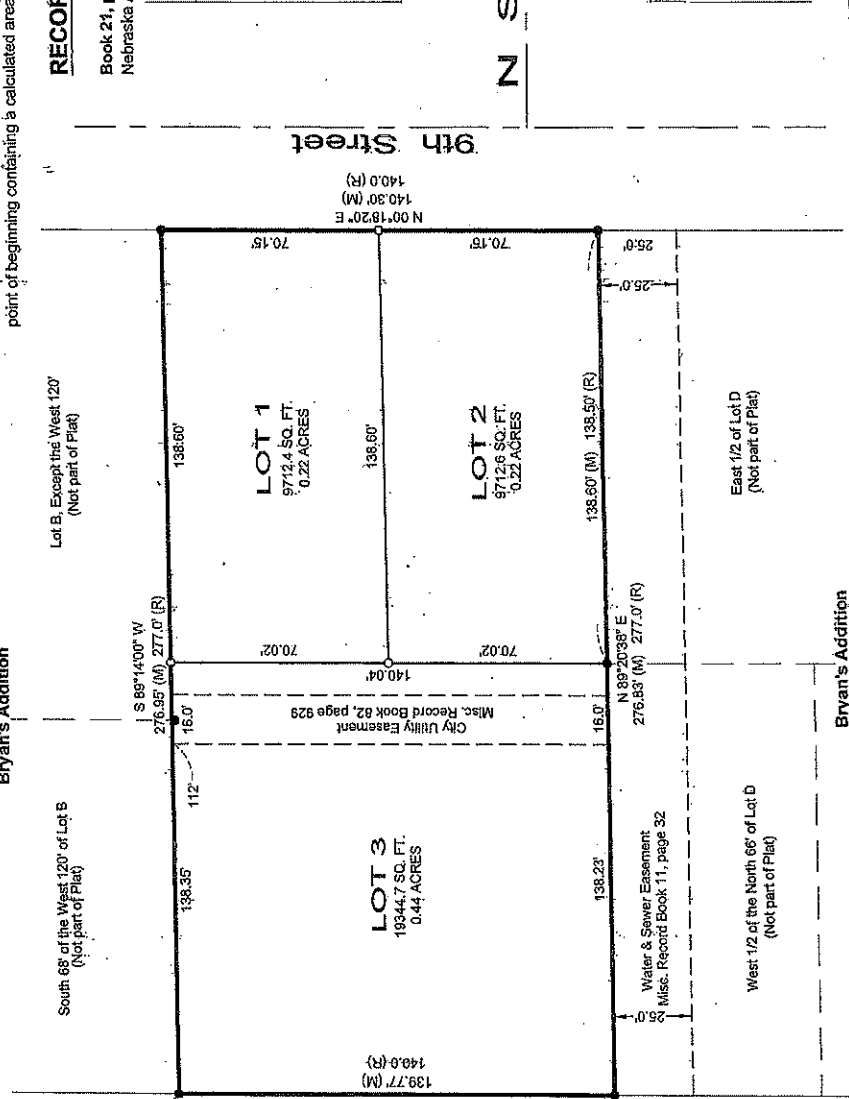 point of beginning containing a calculated area
RECOR
Book 21, p
Nebraska
N S
9th Street
N 00°18'20" E
140.30' (M)
140.0' (R)
Bryan's Addition
Lot B, Except the West 120'
(Not part of Plat)
South 68' of the West 120' of Lot B
(Not part of Plat)
S 89°14'00" W
276.95' (M) 277.0' (R)
138.60'
16.0'
112'
138.35'
70.15'
LOT 1
9712.4 SQ. FT.
0.22 ACRES
70.02'
138.60'
140.04'
City Utility Easement
Misc. Record Book 82, page 929
LOT 2
9712.6 SQ. FT.
0.22 ACRES
70.15'
70.02'
LOT 3
19344.7 SQ. FT.
0.44 ACRES
139.77' (M)
140.0 (R)
138.60' (M) 138.50' (R)
16.0'
138.23'
N 89°20'38" E
276.83' (M) 277.0' (R)
25.0'
25.0'
Water & Sewer Easement
Misc. Record Book 11, page 32
25.0'
East 1/2 of Lot D
(Not part of Plat)
West 1/2 of the North 66' of Lot D
(Not part of Plat)
Bryan's Addition